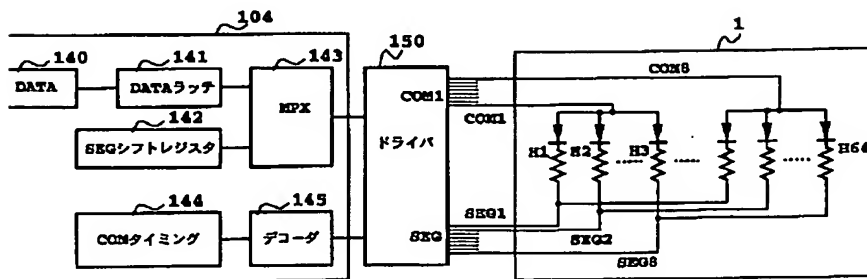 104
1
140
141
143
150
DATA
DATAラッチ
MPX
COM1
COM8
COM1
142
SEGシフトレジスタ
ドライバ
H1
H2
H3
H64
144
145
COMタイミング
デコーダ
SEG1
SEG
SEG2
SEG8